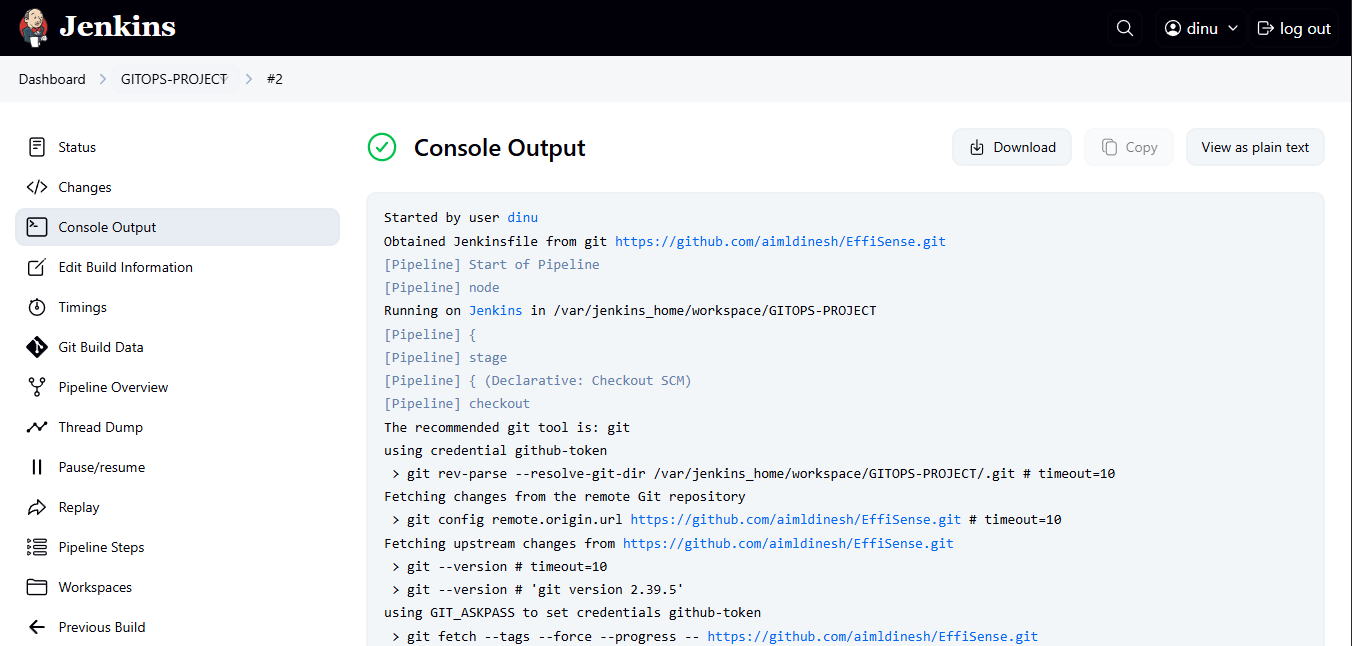 Jenkins
dinu
log out
Dashboard
GITOPS-PROJECT
#2
Status
Changes
Console Output
Edit Build Information
Timings
Git Build Data
Pipeline Overview
Thread Dump
Pause/resume
Replay
Pipeline Steps
Workspaces
Previous Build
Console Output
Download
Copy
View as plain text
Started by user dinu
Obtained Jenkinsfile from git https://github.com/aimldinesh/EffiSense.git
[Pipeline] Start of Pipeline
[Pipeline] node
Running on Jenkins in /var/jenkins_home/workspace/GITOPS-PROJECT
[Pipeline] {
[Pipeline] stage
[Pipeline] { (Declarative: Checkout SCM)
[Pipeline] checkout
The recommended git tool is: git
using credential github-token
> git rev-parse --resolve-git-dir /var/jenkins_home/workspace/GITOPS-PROJECT/.git # timeout=10
Fetching changes from the remote Git repository
> git config remote.origin.url https://github.com/aimldinesh/EffiSense.git # timeout=10
Fetching upstream changes from https://github.com/aimldinesh/EffiSense.git
> git --version # timeout=10
> git --version # 'git version 2.39.5'
using GIT_ASKPASS to set credentials github-token
> git fetch --tags --force --progress -- https://github.com/aimldinesh/EffiSense.git